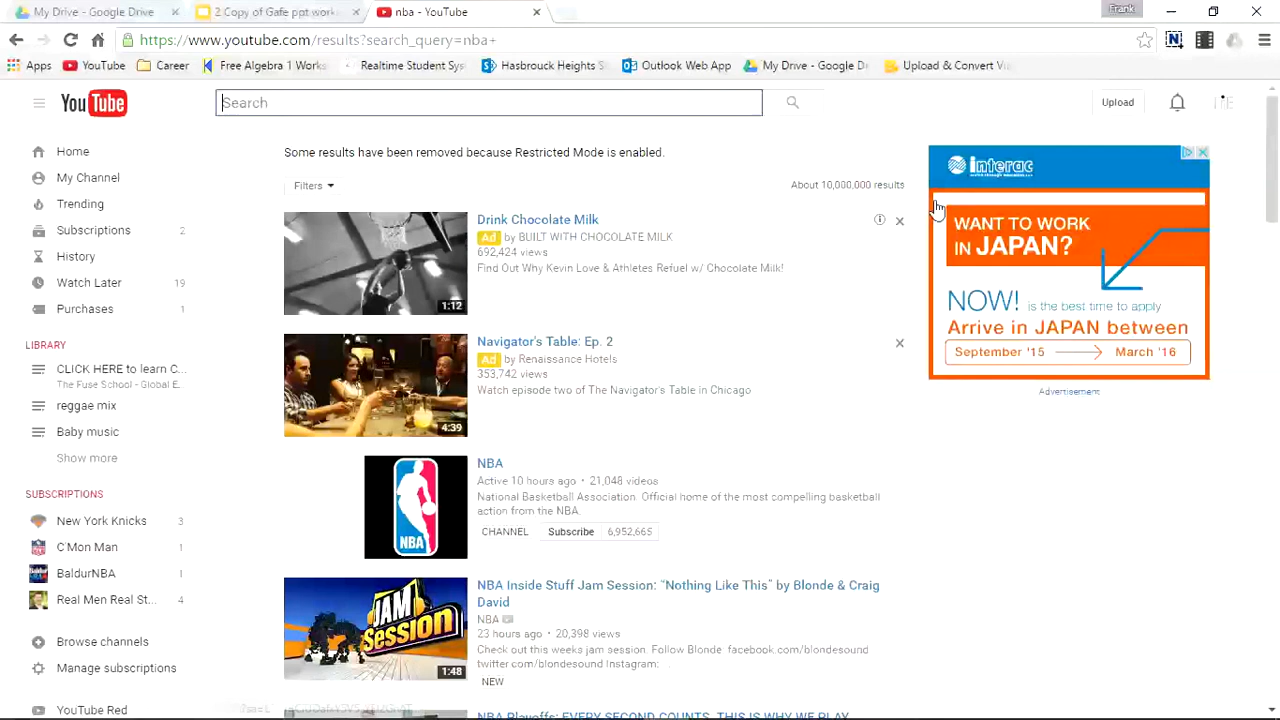 My Drive - Google Drive
2 Copy of Gafe ppt work
nba - YouTube
Frank
https://www.youtube.com/results?search_query=nba+
Apps
YouTube
Career
Free Algebra 1 Works
Realtime Student Sys
Hasbrouck Heights S
Outlook Web App
My Drive - Google D
Upload & Convert Vi
YouTube
Search
Upload
Home
My Channel
Trending
Subscriptions 2
History
Watch Later 19
Purchases 1
LIBRARY
CLICK HERE to learn C...
The Fuse School - Global E...
reggae mix
Baby music
Show more
SUBSCRIPTIONS
New York Knicks 3
C'Mon Man 1
BaldurNBA 1
Real Men Real St... 4
Browse channels
Manage subscriptions
YouTube Red
Some results have been removed because Restricted Mode is enabled.
Filters
About 10,000,000 results
Drink Chocolate Milk
Ad by BUILT WITH CHOCOLATE MILK
692,424 views
Find Out Why Kevin Love & Athletes Refuel w/ Chocolate Milk!
1:12
Navigator's Table: Ep. 2
Ad by Renaissance Hotels
353,742 views
Watch episode two of The Navigator's Table in Chicago
4:39
NBA
NBA
Active 10 hours ago • 21,048 videos
National Basketball Association. Official home of the most compelling basketball
action from the NBA.
CHANNEL Subscribe 6,952,665
NBA Inside Stuff Jam Session: “Nothing Like This” by Blonde & Craig
David
NBA
23 hours ago • 20,398 views
Check out this weeks jam session. Follow Blonde: facebook.com/blondesound
twitter.com/blondesound Instagram:
NEW
JAM
SESSION
1:48
NBA Playoffs: EVERY SECOND COUNTS, THIS IS WHY WE PLAY
interac
WANT TO WORK
IN JAPAN?
NOW! is the best time to apply
Arrive in JAPAN between
September '15 March '16
Advertisement